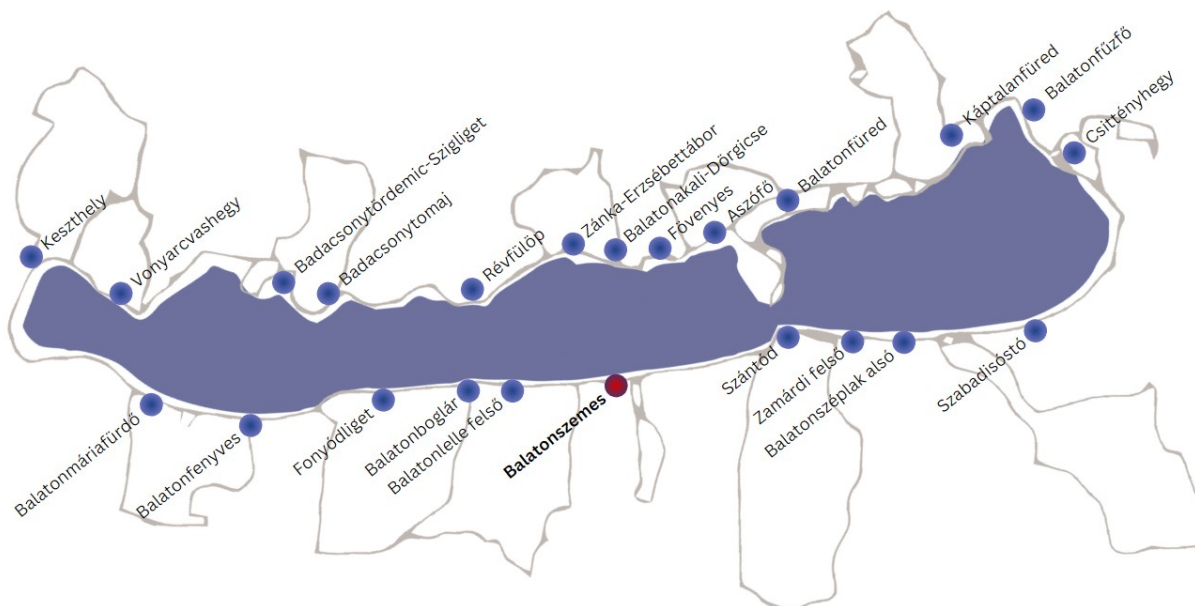 Keszthely
Vonyarcvashegy
Badacsonytördemic-Szigliget
Badacsonytomaj
Révfülöp
Zánka-Erzsébettábor
Balatonakali-Dörgicse
Fövenyes
Aszófő
Balatonfüred
Káptalanfüred
Balatonfűzfő
Csittényhegy
Balatonmáriafürdő
Balatonfenyves
Fonyódliget
Balatonboglár
Balatonlelle felső
Balatonszemes
Szántód
Zamárdi felső
Balatonszéplak alsó
Szabadisóstó